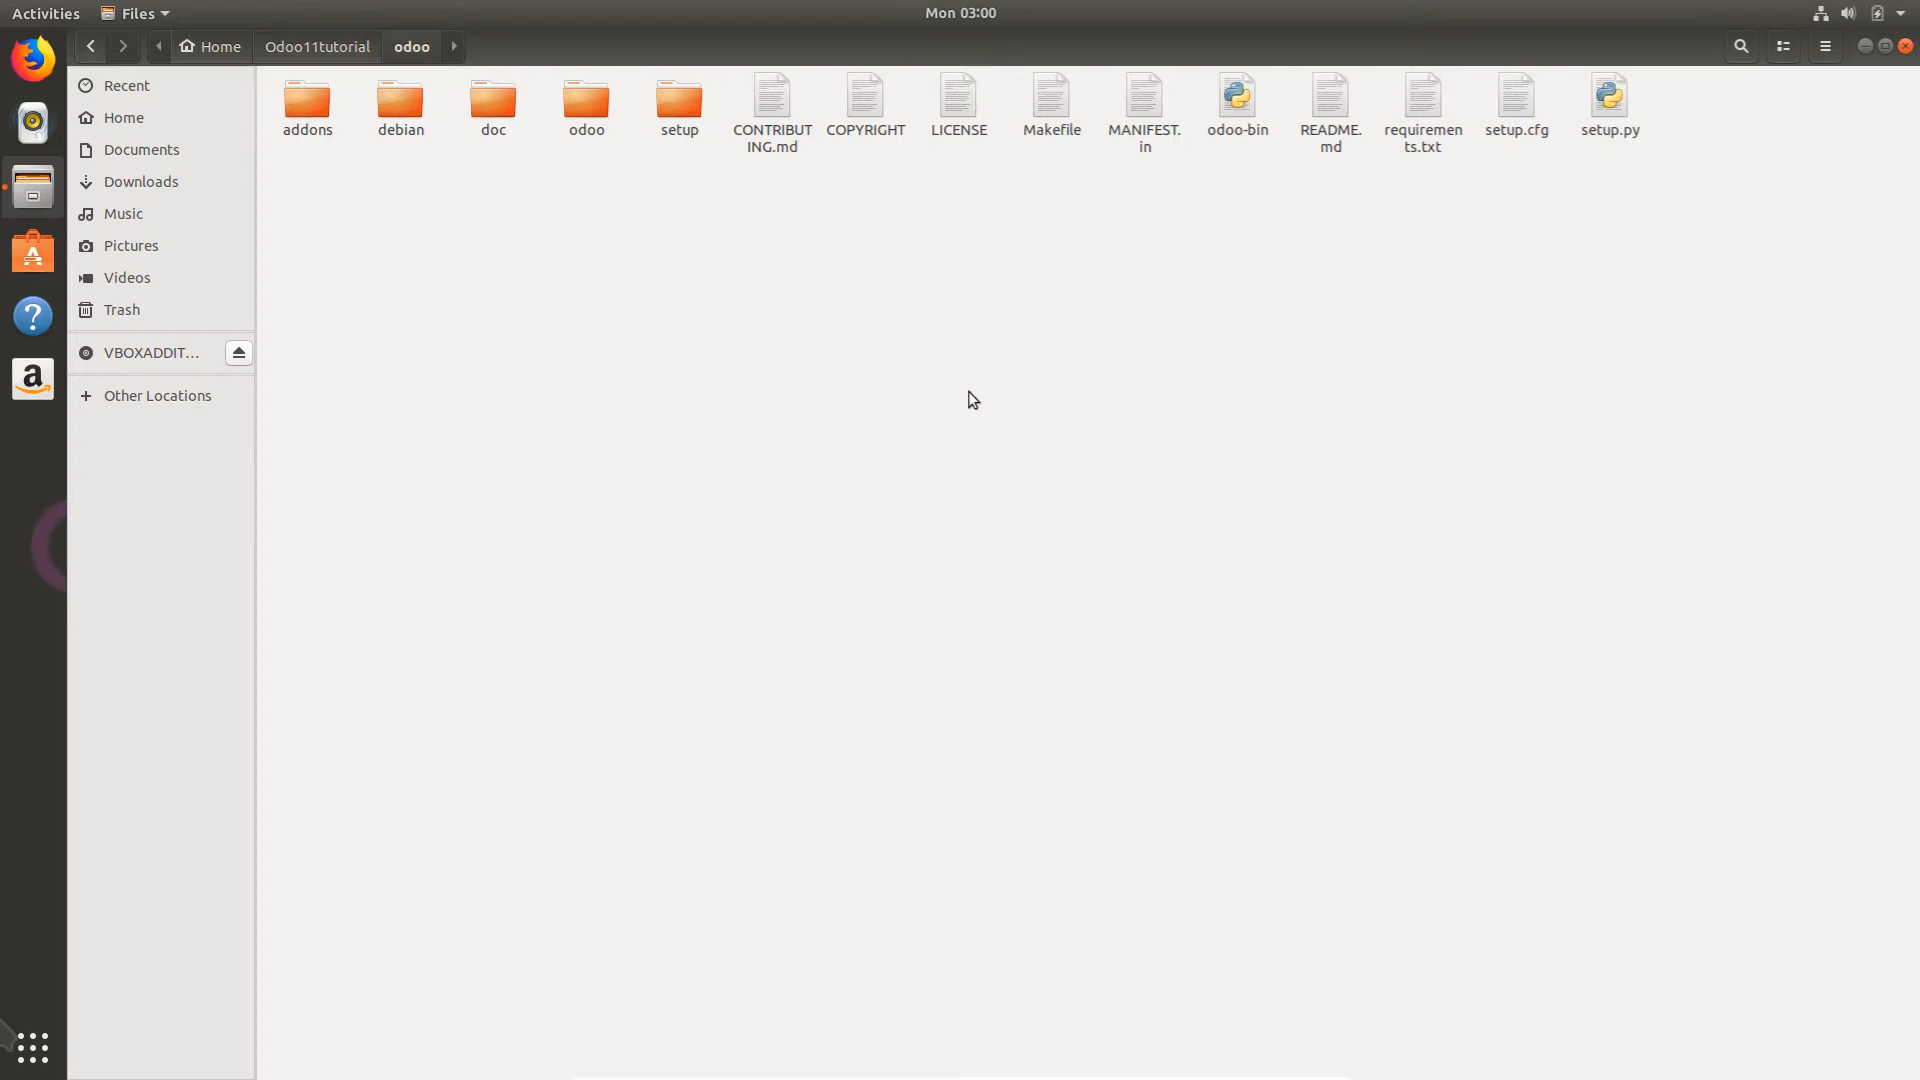 Activities
Files
Mon 03:00
Home
Odoo11tutorial
odoo
Recent
Home
Documents
Downloads
Music
Pictures
Videos
Trash
VBOXADDIT...
Other Locations
addons
debian
doc
odoo
setup
CONTRIBUT
ING.md
COPYRIGHT
LICENSE
Makefile
MANIFEST.
in
odoo-bin
README.
md
requiremen
ts.txt
setup.cfg
setup.py